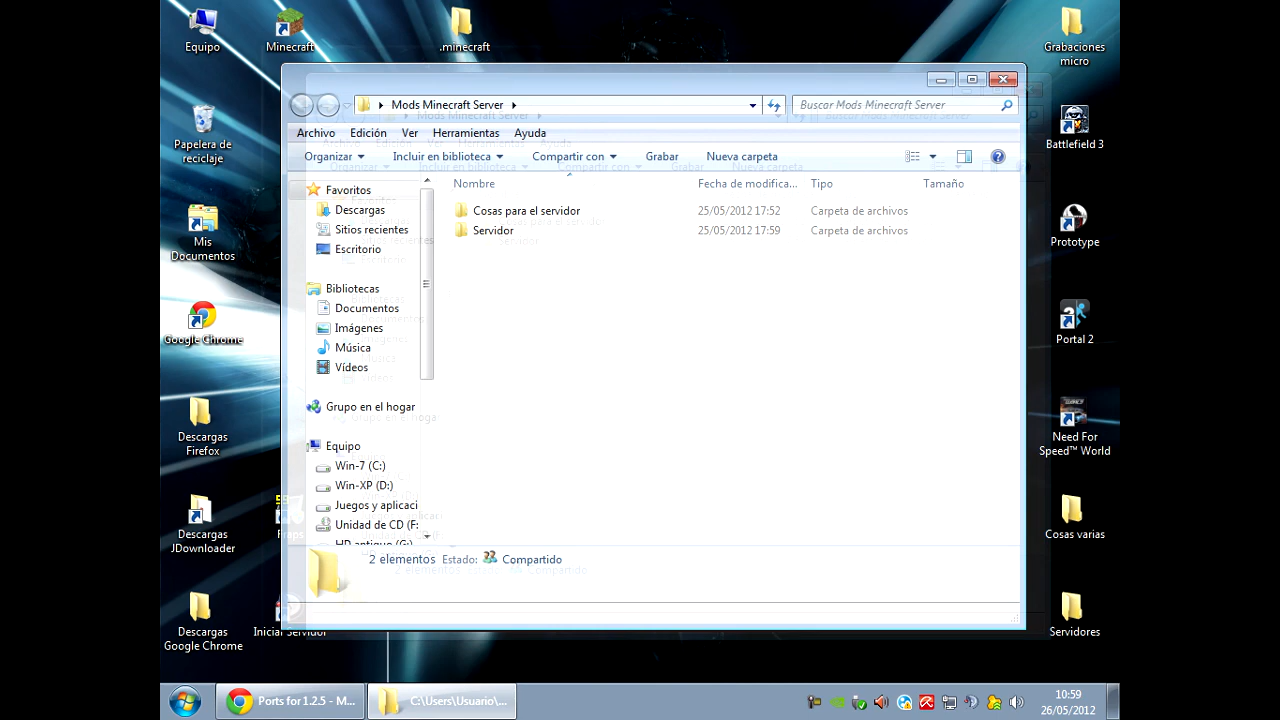 Equipo
Minecraft
.minecraft
Grabaciones
micro
Papelera de
reciclaje
Battlefield 3
Mis
Documentos
Prototype
Google Chrome
Portal 2
Descargas
Firefox
Need For
Speed™ World
Descargas
JDownloader
Fraps
Cosas varias
Descargas
Google Chrome
Iniciar Servidor
Servidores
Mods Minecraft Server
Buscar Mods Minecraft Server
Archivo Edición Ver Herramientas Ayuda
Organizar Incluir en biblioteca Compartir con Grabar Nueva carpeta
Nombre Fecha de modifica... Tipo Tamaño
Cosas para el servidor 25/05/2012 17:52 Carpeta de archivos
Servidor 25/05/2012 17:59 Carpeta de archivos
Favoritos
Descargas
Sitios recientes
Escritorio
Bibliotecas
Documentos
Imágenes
Música
Vídeos
Grupo en el hogar
Equipo
Win-7 (C:)
Win-XP (D:)
Juegos y aplicaci
Unidad de CD (F:
HD antiguo (G:)
2 elementos Estado: Compartido
Ports for 1.2.5 - M...
C:\Users\Usuario\...
10:59
26/05/2012